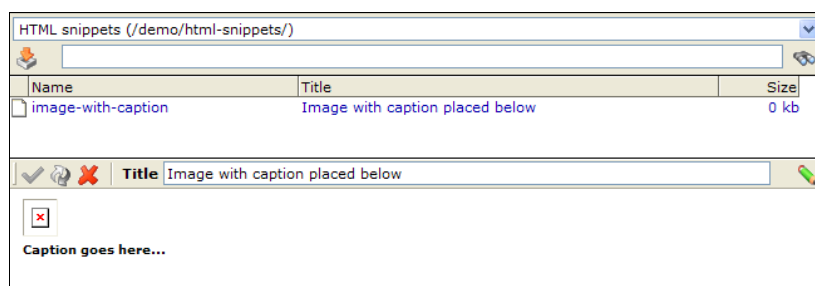 HTML snippets (/demo/html-snippets/)
Name Title Size
image-with-caption Image with caption placed below 0 kb
Title Image with caption placed below
Caption goes here...